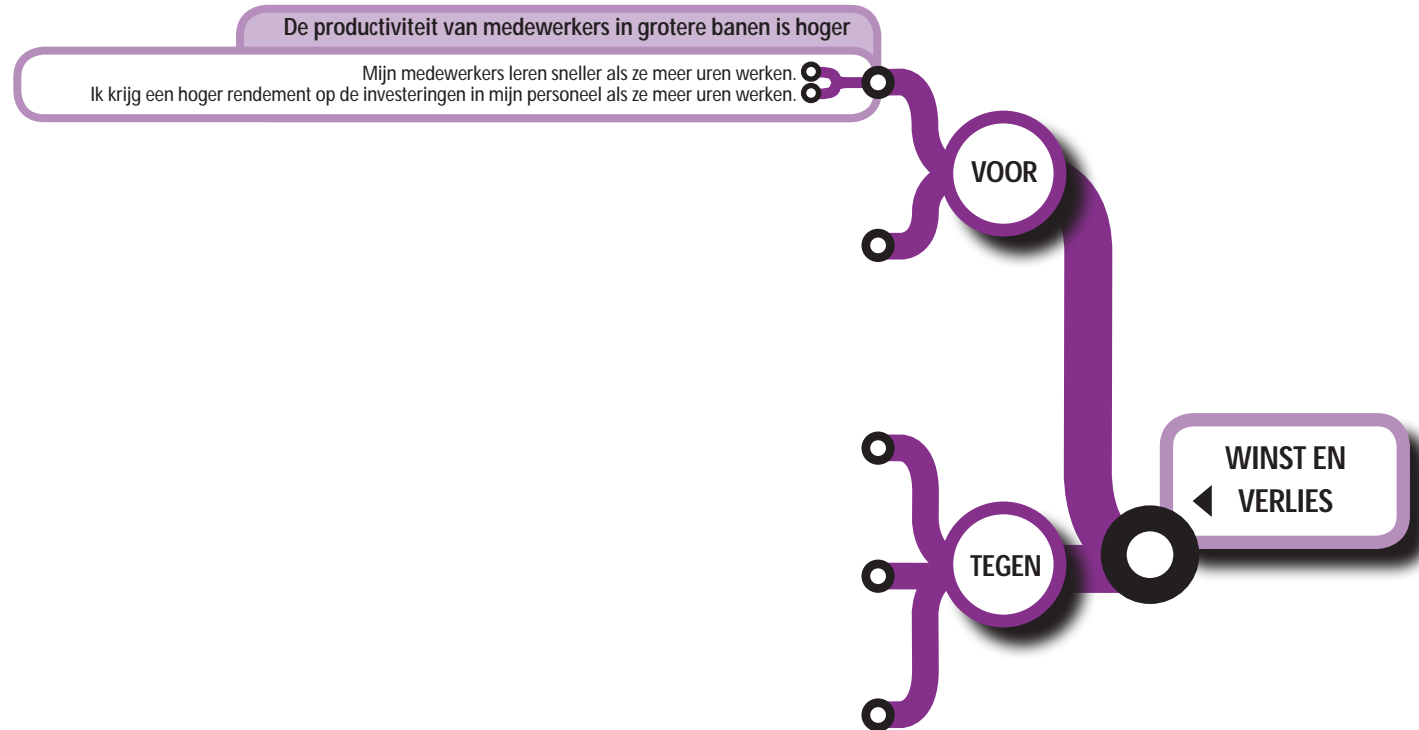 De productiviteit van medewerkers in grotere banen is hoger
Mijn medewerkers leren sneller als ze meer uren werken.
Ik krijg een hoger rendement op de investeringen in mijn personeel als ze meer uren werken.
VOOR
WINST EN
VERLIES
TEGEN